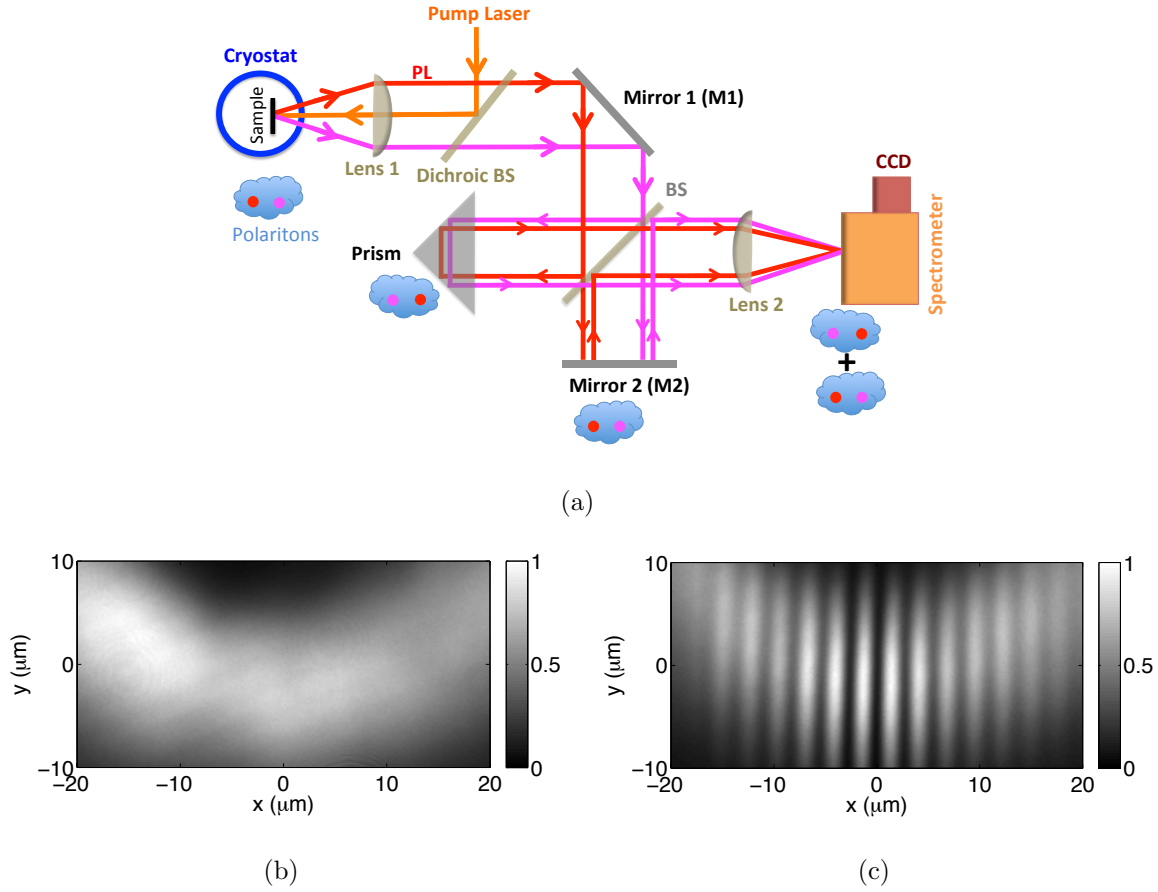 Pump Laser
Cryostat
PL
Sample
Mirror 1 (M1)
Lens 1
Dichroic BS
CCD
BS
Polaritons
Prism
Spectrometer
Lens 2
+
Mirror 2 (M2)
(a)
10
0
−10
y (μm)
−20 −10 0 10 20
x (μm)
1
0.5
0
(b)
10
0
−10
y (μm)
−20 −10 0 10 20
x (μm)
1
0.5
0
(c)